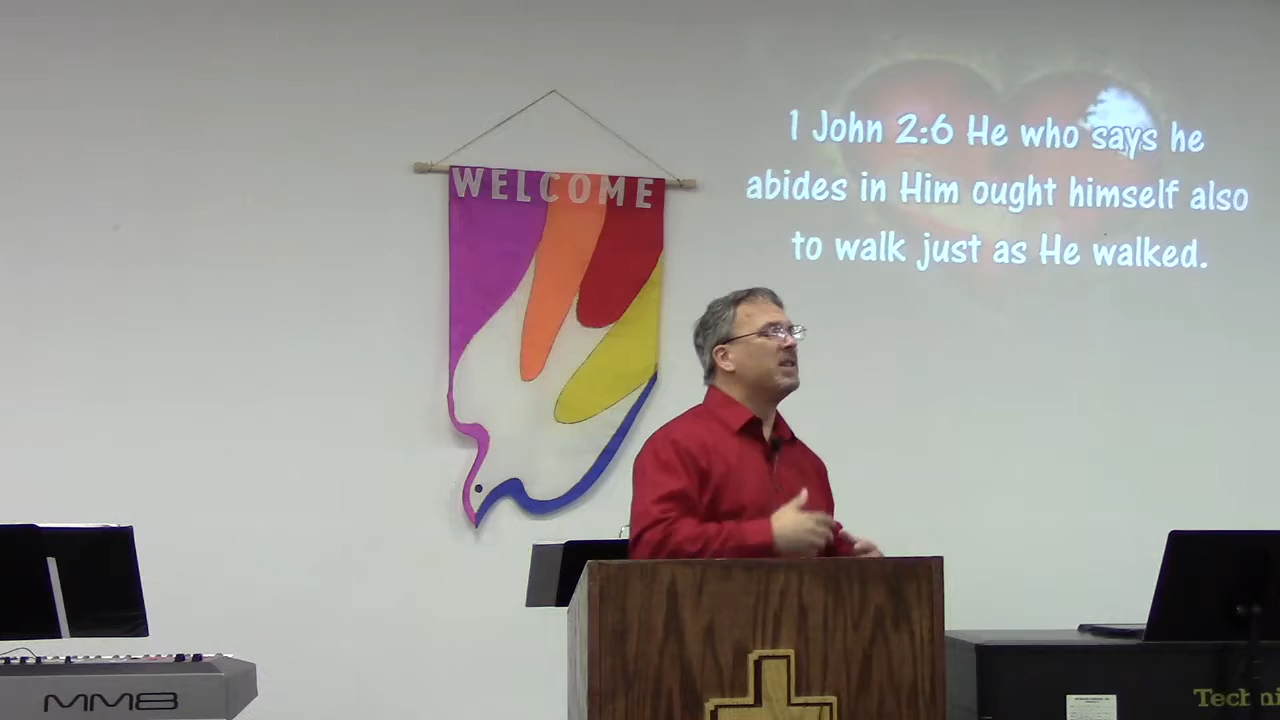 1 John 2:6 He who says he
abides in Him ought himself also
to walk just as He walked.
WELCOME
MM8
Techni